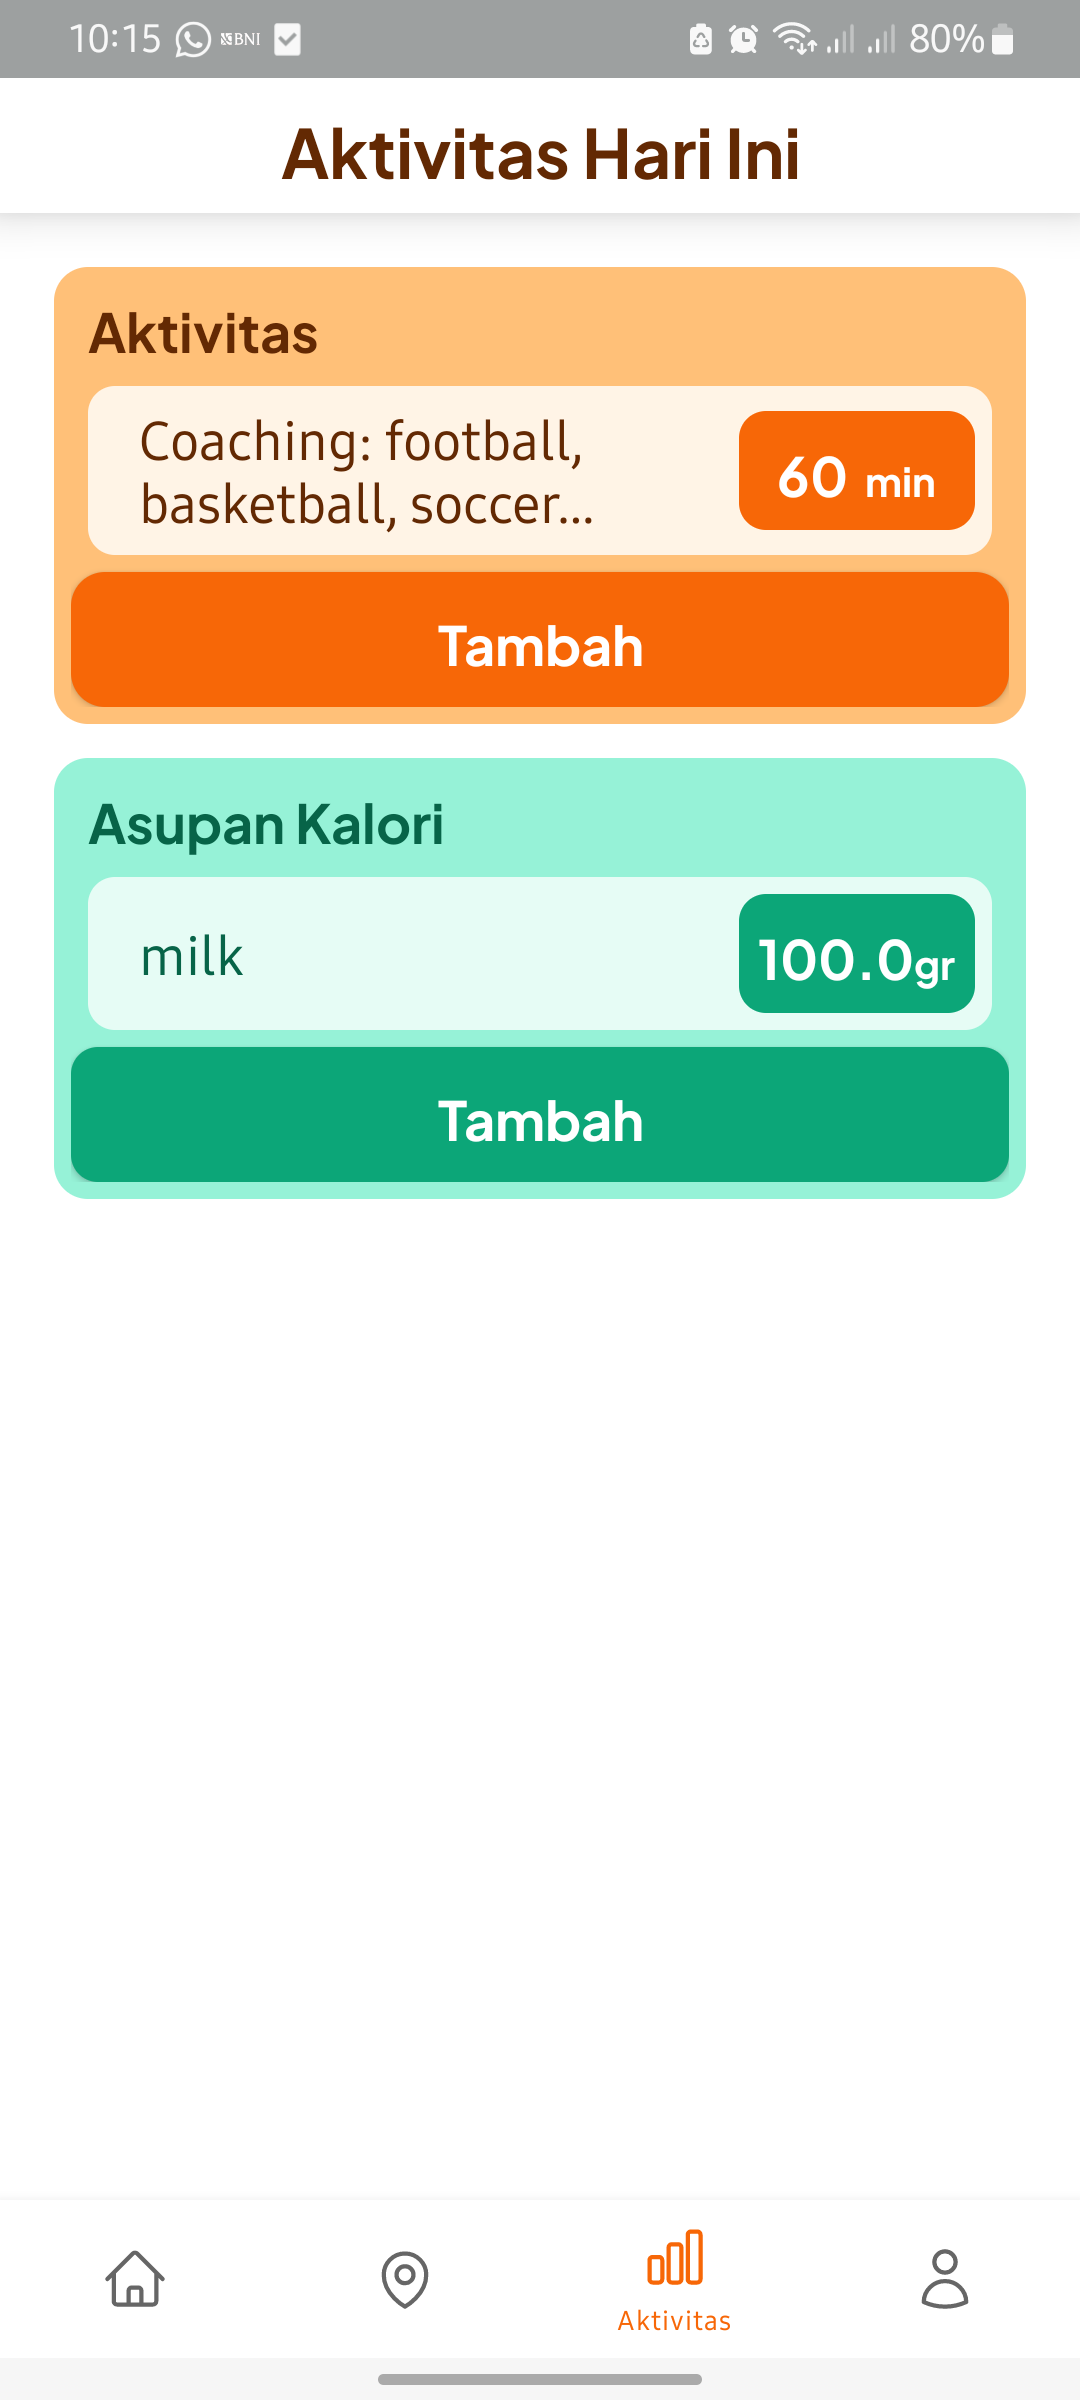 10:15 BNI 80%
Aktivitas Hari Ini
Aktivitas
Coaching: football,
basketball, soccer...
60 min
Tambah
Asupan Kalori
milk
100.0gr
Tambah
Aktivitas